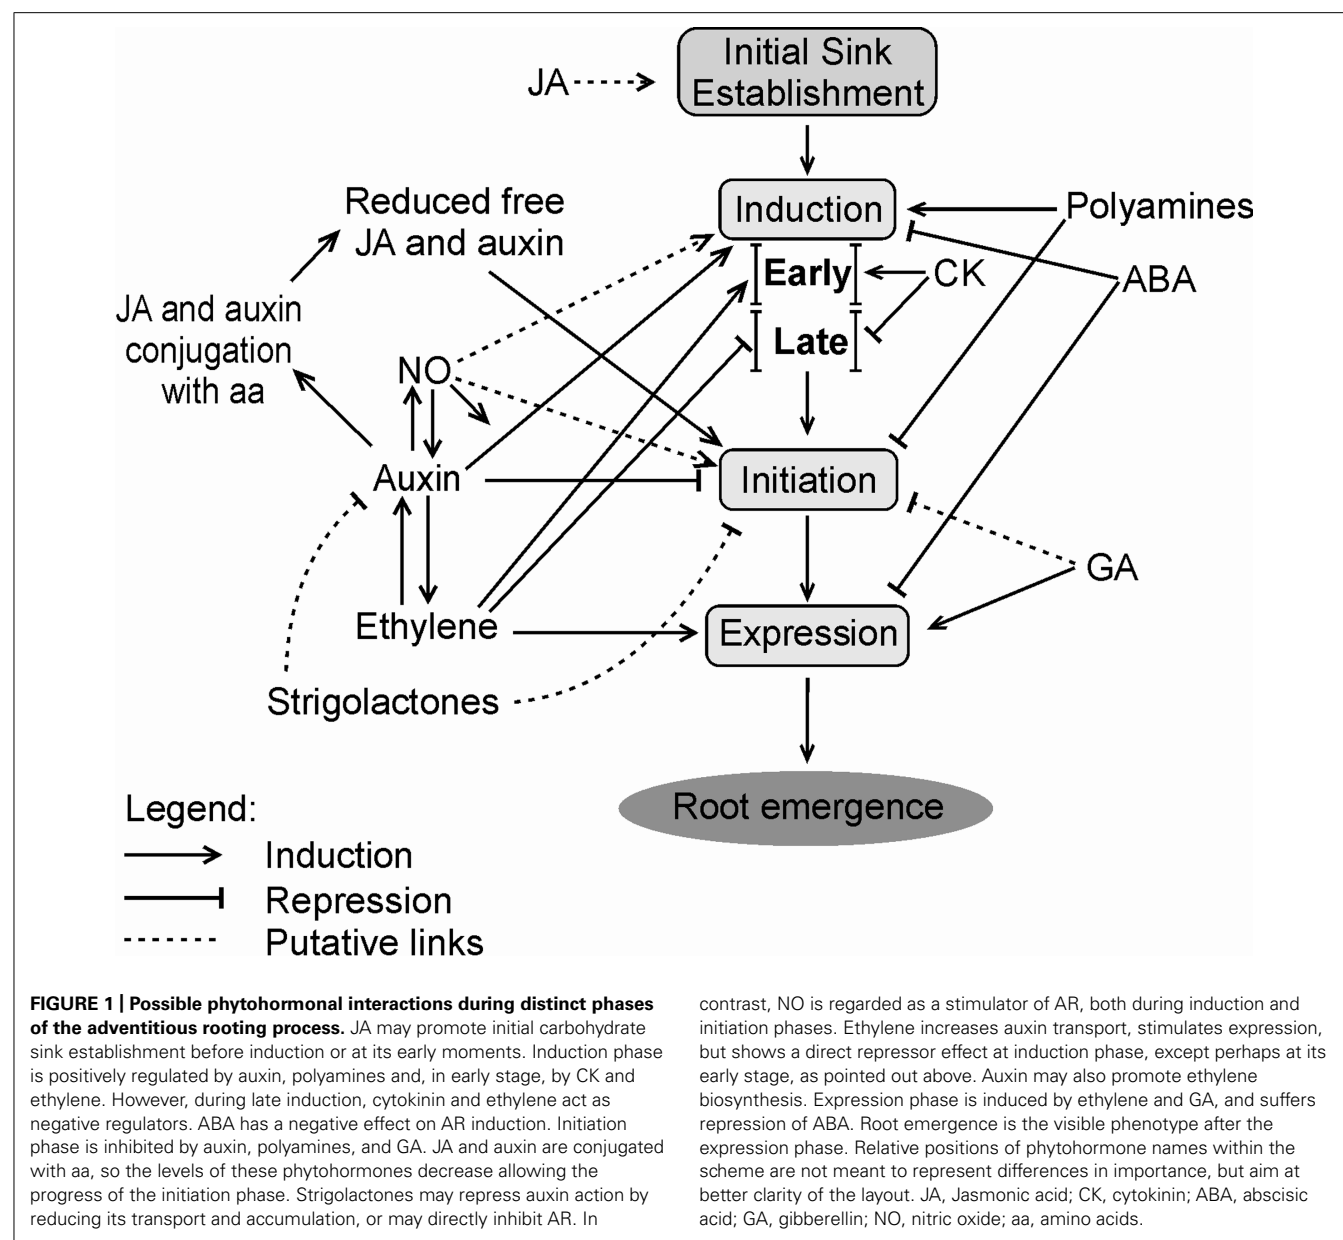 Initial Sink
Establishment
JA
Induction
Polyamines
Reduced free
JA and auxin
Early
CK
ABA
JA and auxin
conjugation
with aa
Late
NO
Auxin
Initiation
GA
Ethylene
Expression
Strigolactones
Root emergence
Legend:
Induction
Repression
Putative links
FIGURE 1 | Possible phytohormonal interactions during distinct phases
of the adventitious rooting process. JA may promote initial carbohydrate
sink establishment before induction or at its early moments. Induction phase
is positively regulated by auxin, polyamines and, in early stage, by CK and
ethylene. However, during late induction, cytokinin and ethylene act as
negative regulators. ABA has a negative effect on AR induction. Initiation
phase is inhibited by auxin, polyamines, and GA. JA and auxin are conjugated
with aa, so the levels of these phytohormones decrease allowing the
progress of the initiation phase. Strigolactones may repress auxin action by
reducing its transport and accumulation, or may directly inhibit AR. In
contrast, NO is regarded as a stimulator of AR, both during induction and
initiation phases. Ethylene increases auxin transport, stimulates expression,
but shows a direct repressor effect at induction phase, except perhaps at its
early stage, as pointed out above. Auxin may also promote ethylene
biosynthesis. Expression phase is induced by ethylene and GA, and suffers
repression of ABA. Root emergence is the visible phenotype after the
expression phase. Relative positions of phytohormone names within the
scheme are not meant to represent differences in importance, but aim at
better clarity of the layout. JA, Jasmonic acid; CK, cytokinin; ABA, abscisic
acid; GA, gibberellin; NO, nitric oxide; aa, amino acids.